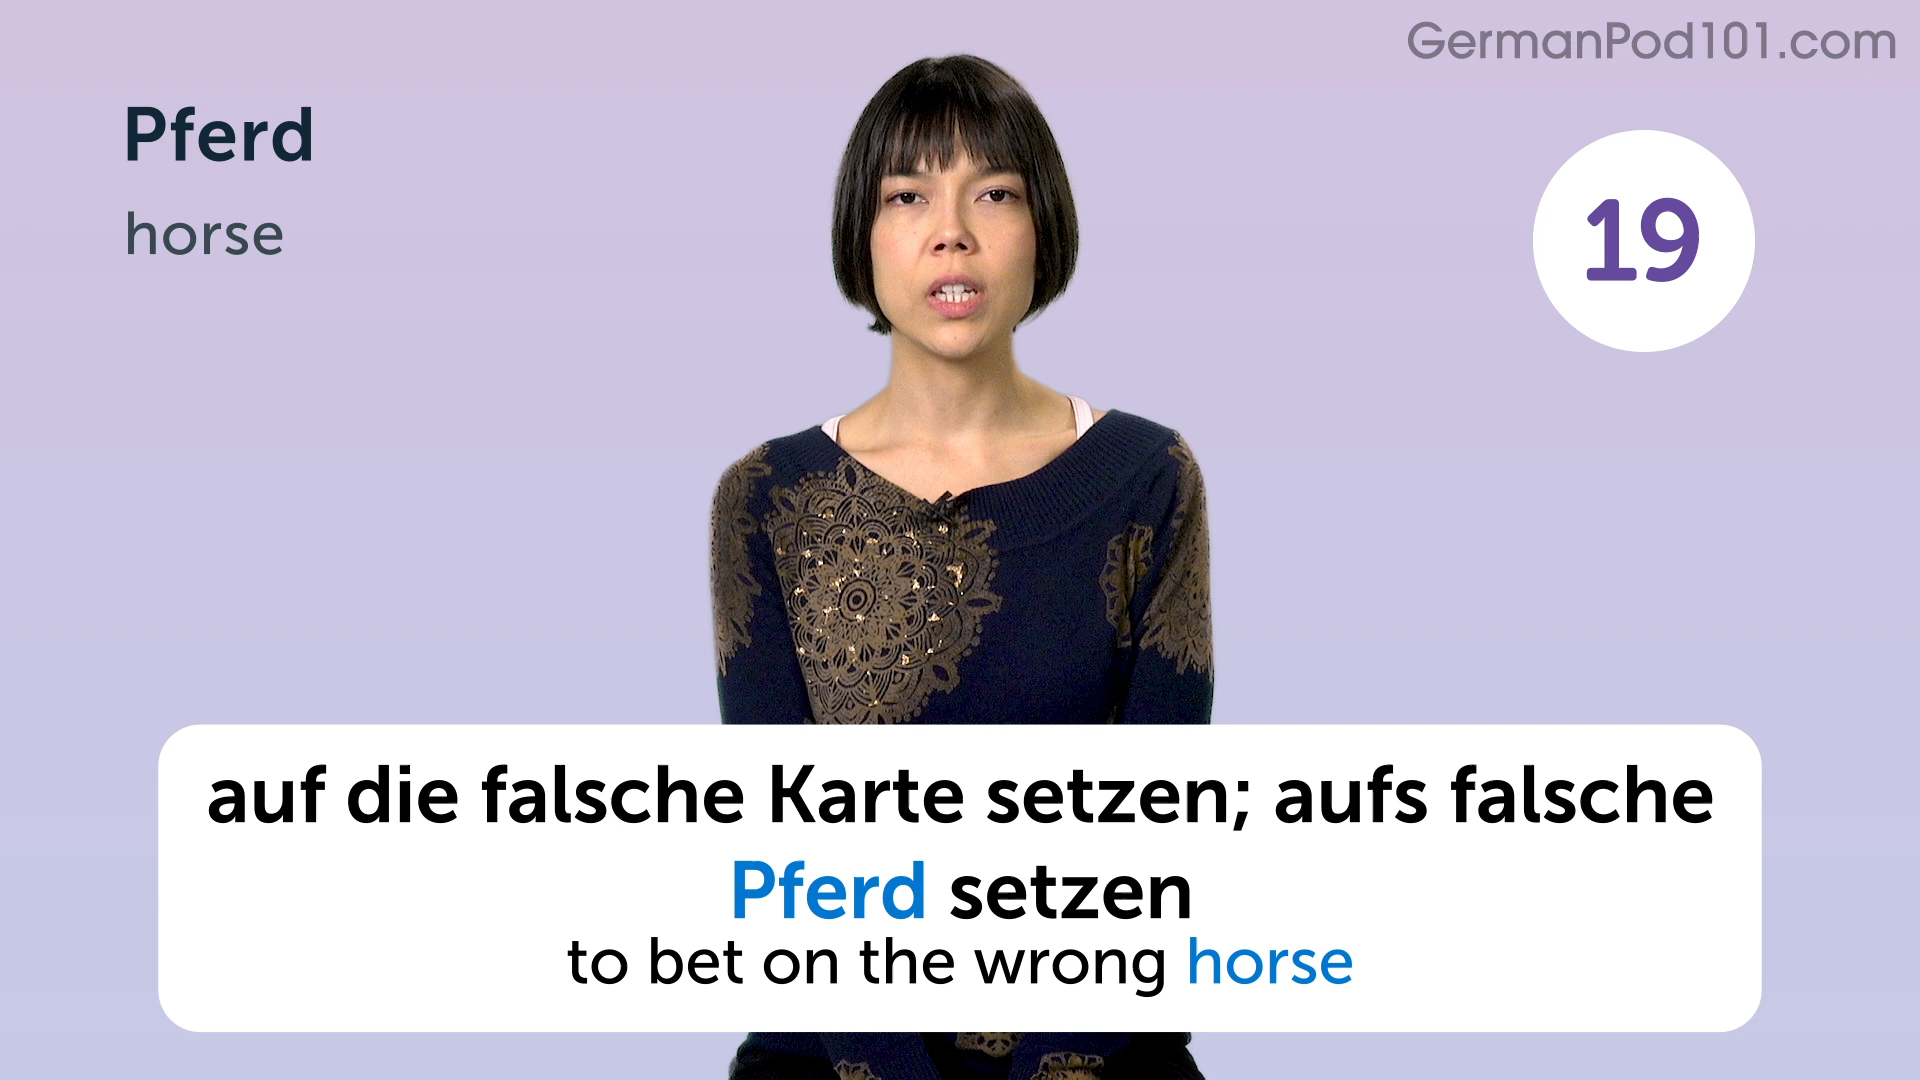 GermanPod101.com
Pferd
horse
19
auf die falsche Karte setzen; aufs falsche
Pferd setzen
to bet on the wrong horse